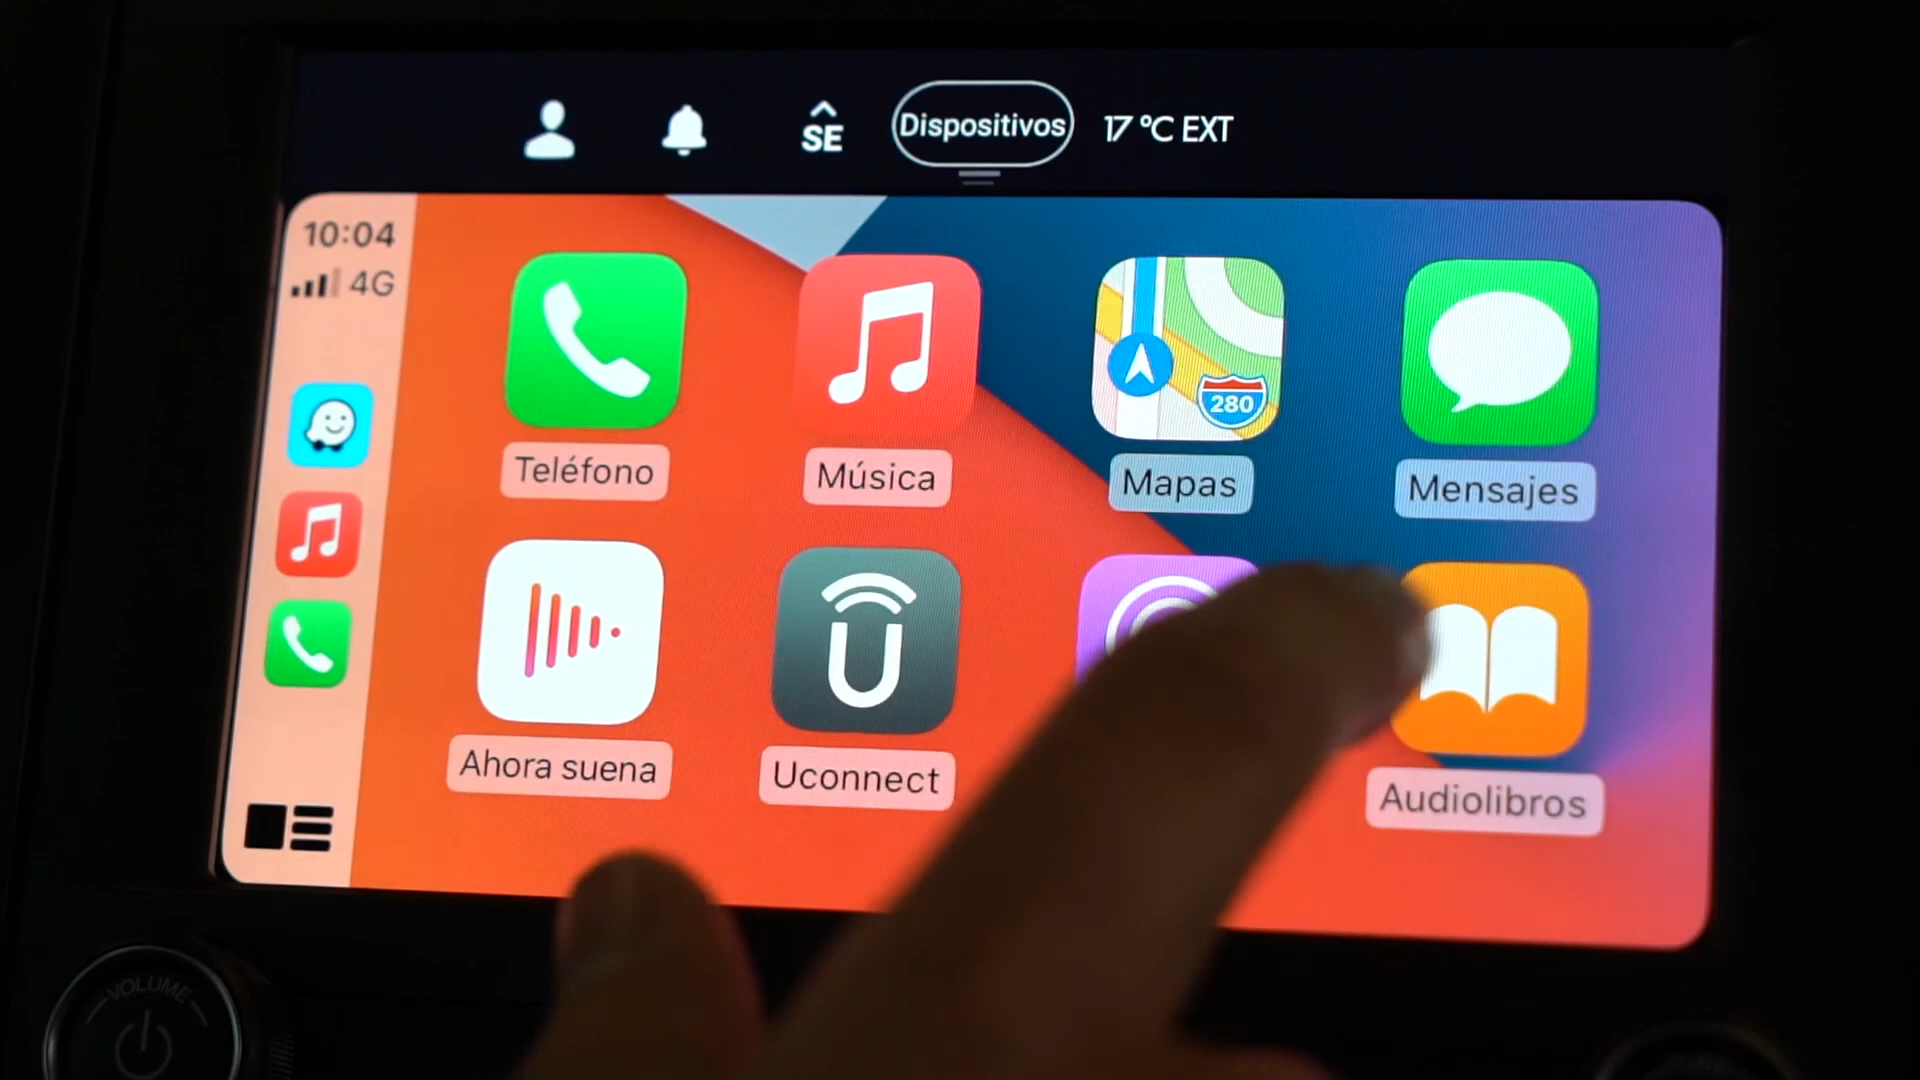 SE
Dispositivos
17 °C EXT
10:04
4G
280
Teléfono
Música
Mapas
Mensajes
U
Ahora suena
Uconnect
Audiolibros
VOLUME